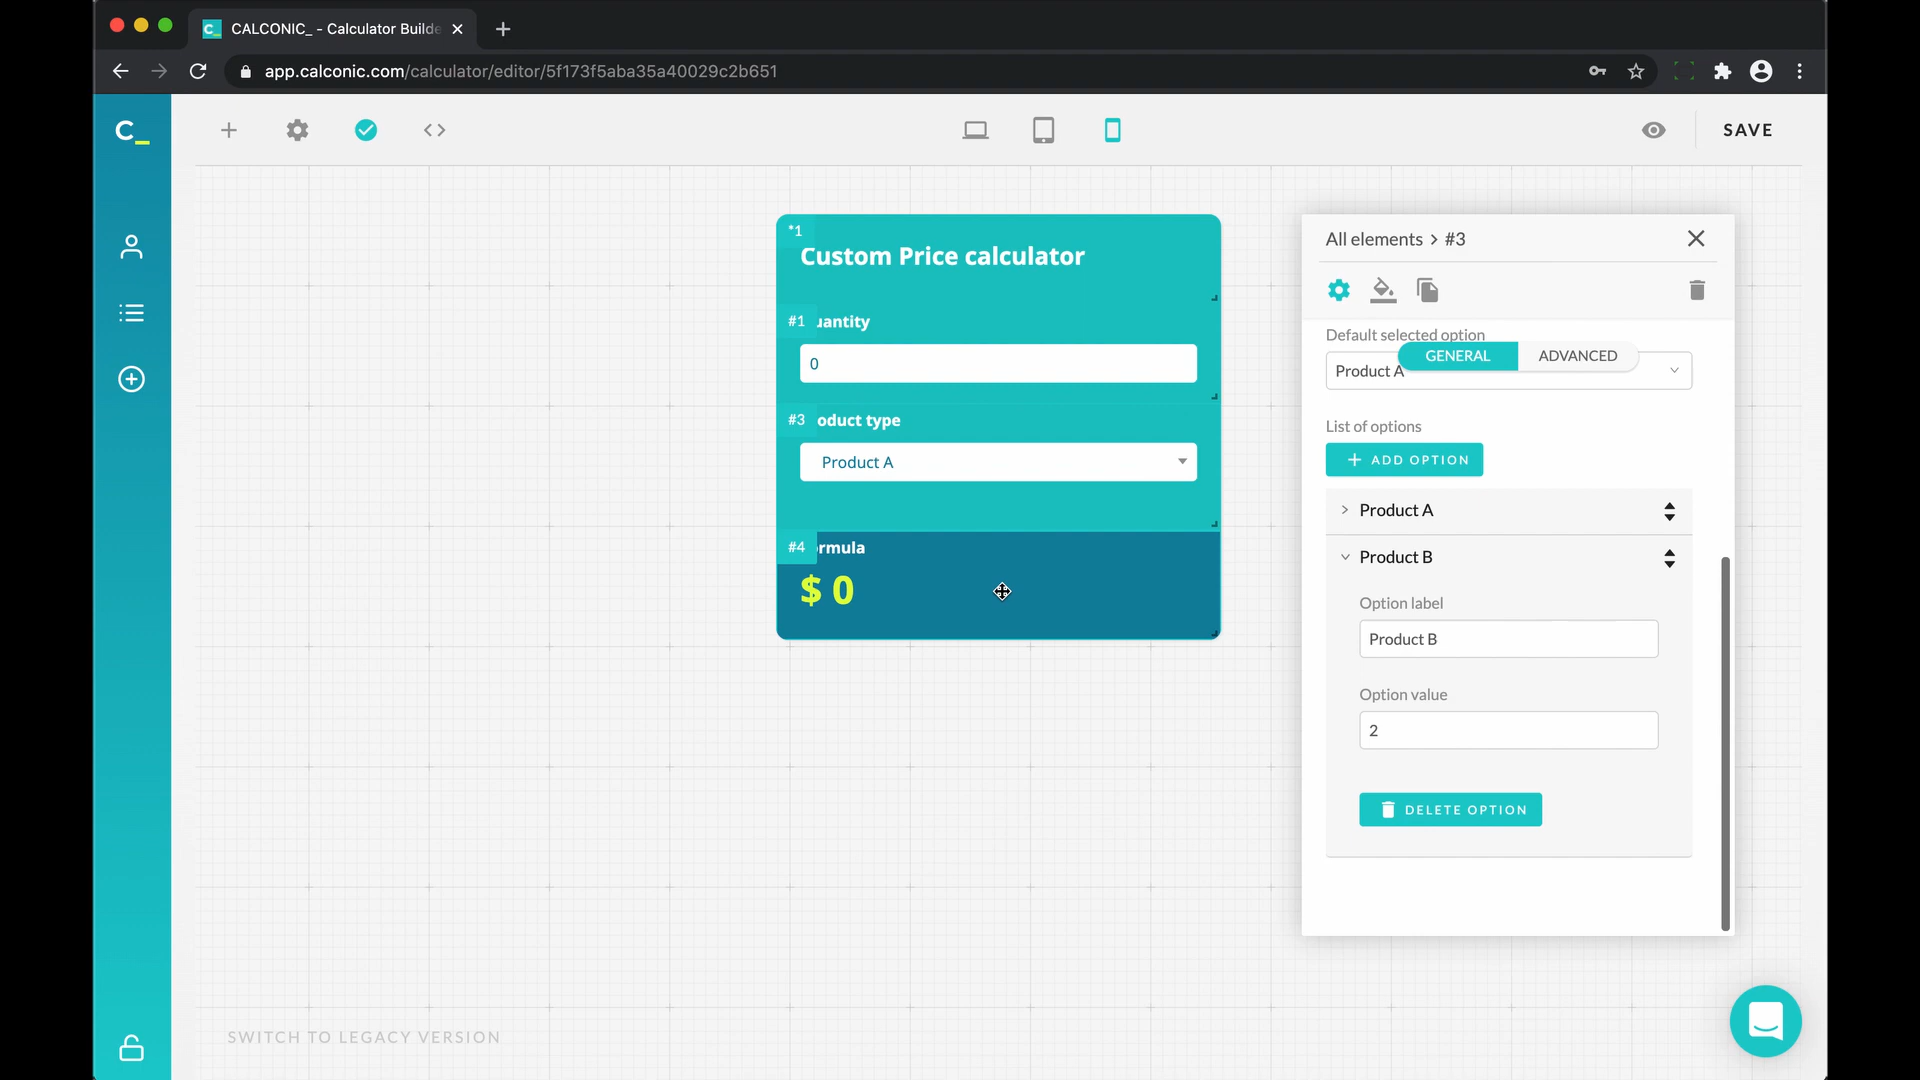 CALCONIC_ - Calculator Builde
app.calconic.com/calculator/editor/5f173f5aba35a40029c2b651
C_
SAVE
*1
Custom Price calculator
#1 uantity
0
#3 oduct type
Product A
#4 ormula
$ 0
All elements > #3
Default selected option
GENERAL
ADVANCED
Product A
List of options
+ ADD OPTION
Product A
Product B
Option label
Product B
Option value
2
DELETE OPTION
SWITCH TO LEGACY VERSION